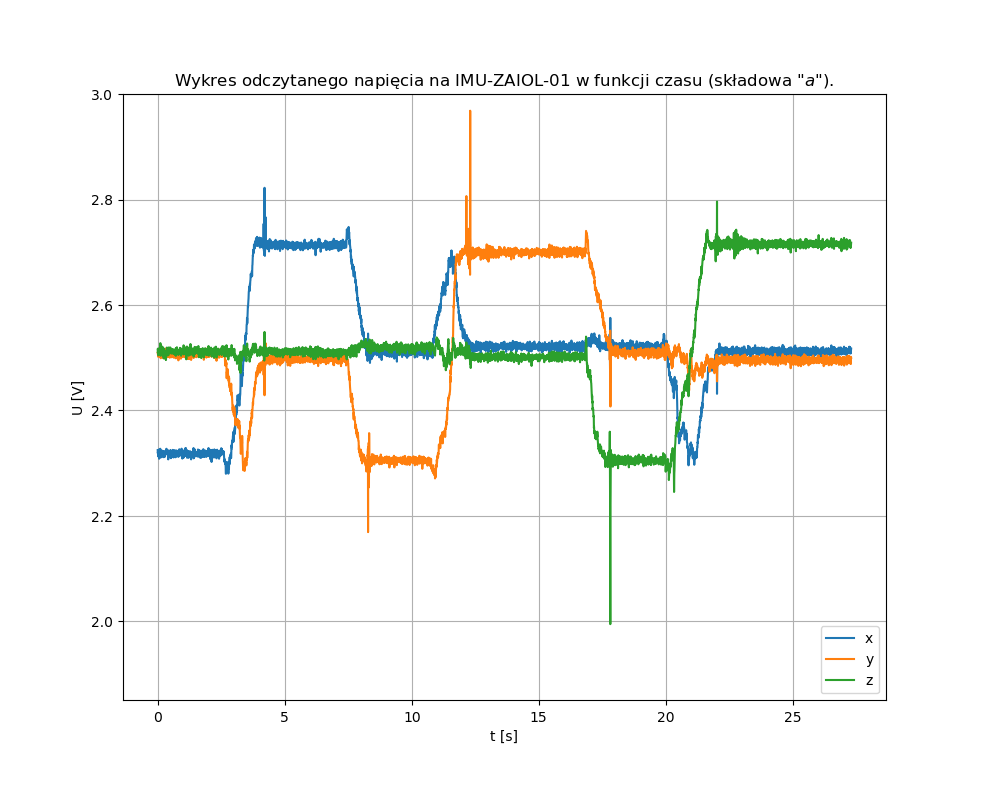 Wykres odczytanego napięcia na IMU-ZAIOL-01 w funkcji czasu (składowa "a").
3.0
2.8
2.6
2.4
2.2
2.0
U [V]
0 5 10 15 20 25
t [s]
x
y
z